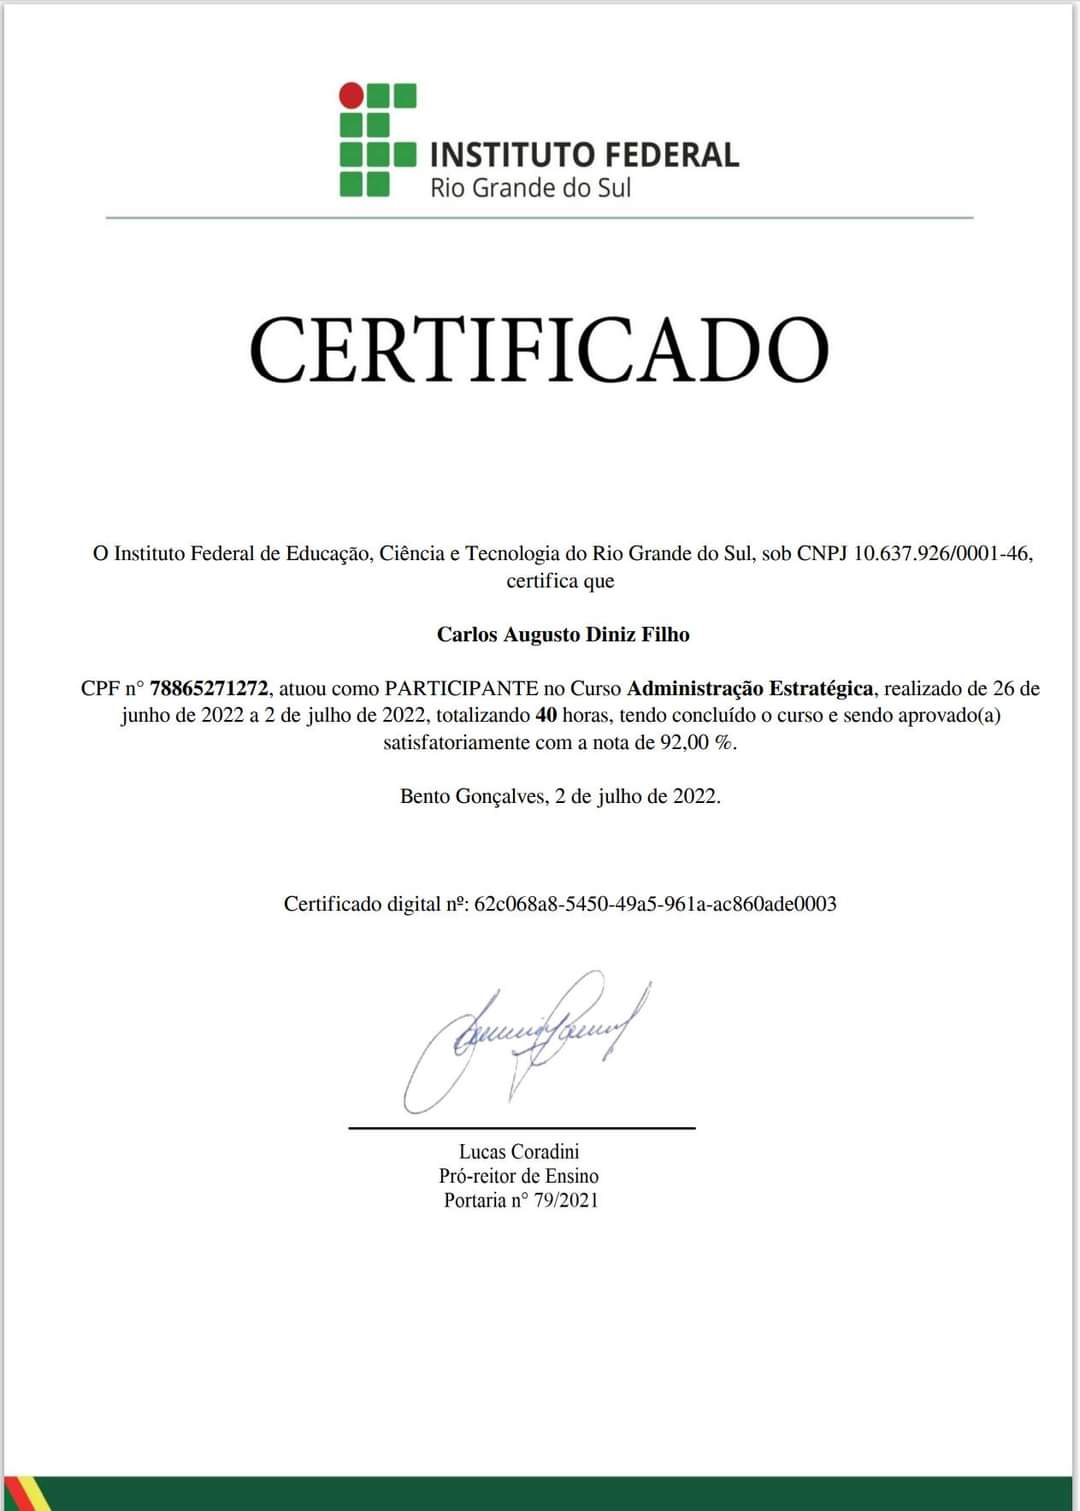 INSTITUTO FEDERAL
Rio Grande do Sul
CERTIFICADO
O Instituto Federal de Educação, Ciência e Tecnologia do Rio Grande do Sul, sob CNPJ 10.637.926/0001-46,
certifica que
Carlos Augusto Diniz Filho
CPF n° 78865271272, atuou como PARTICIPANTE no Curso Administração Estratégica, realizado de 26 de
junho de 2022 a 2 de julho de 2022, totalizando 40 horas, tendo concluído o curso e sendo aprovado(a)
satisfatoriamente com a nota de 92,00 %.
Bento Gonçalves, 2 de julho de 2022.
Certificado digital nº: 62c068a8-5450-49a5-961a-ac860ade0003
Lucas Coradini
Pró-reitor de Ensino
Portaria n° 79/2021